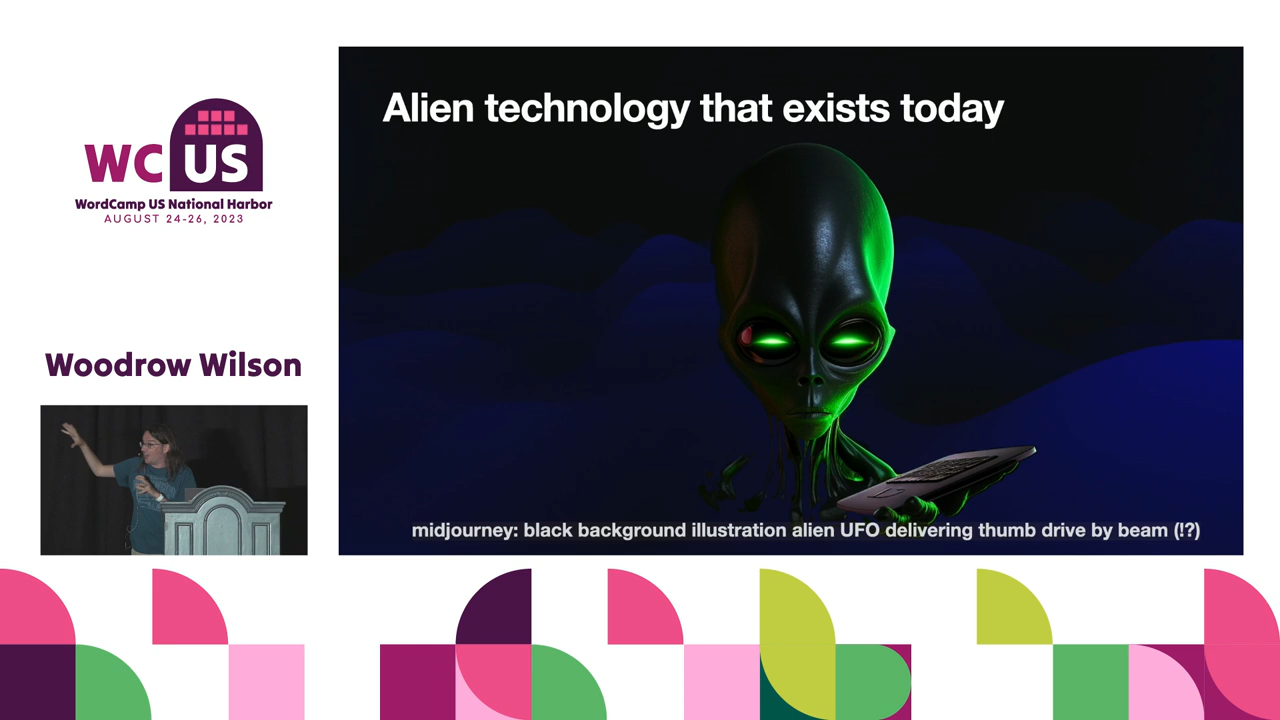 WC US
WordCamp US National Harbor
AUGUST 24-26, 2023
Woodrow Wilson
Alien technology that exists today
midjourney: black background illustration alien UFO delivering thumb drive by beam (!?)